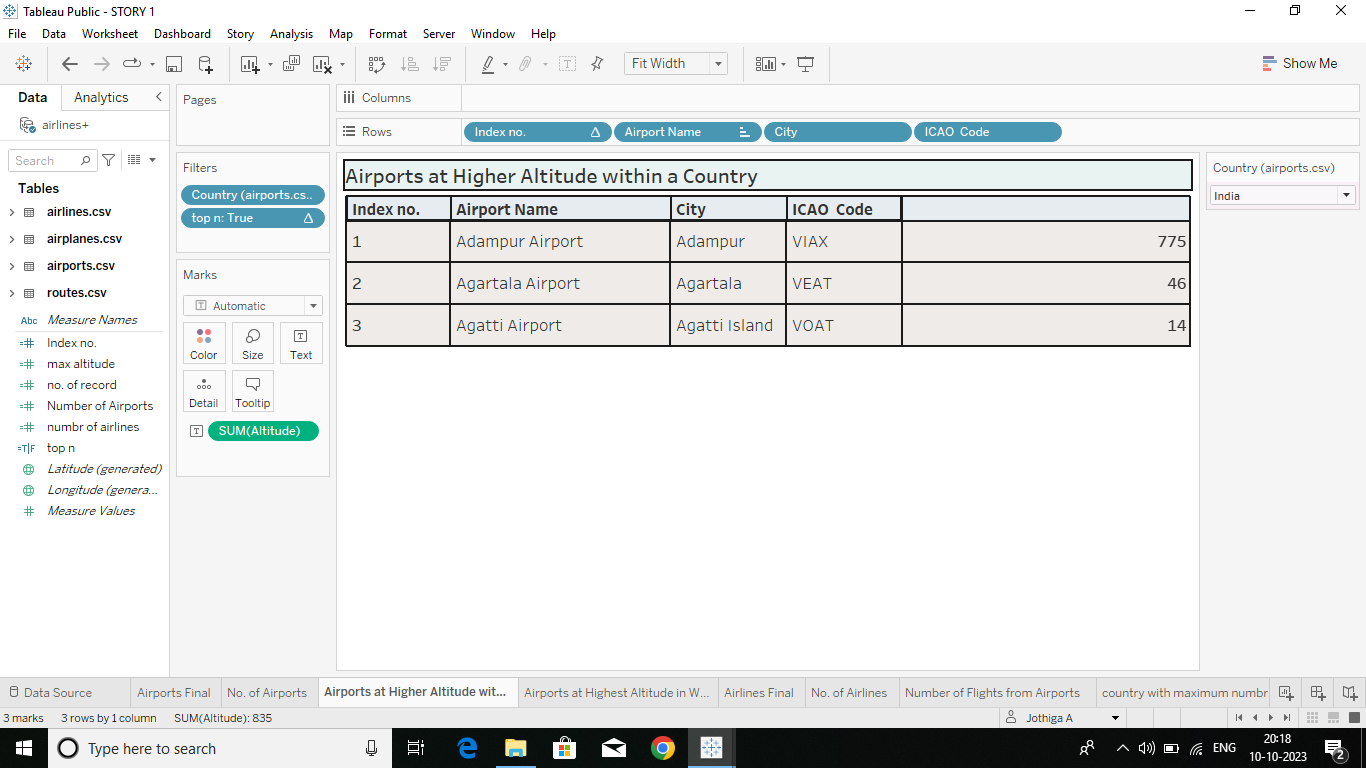 Tableau Public - STORY 1
File Data Worksheet Dashboard Story Analysis Map Format Server Window Help
Fit Width
Show Me
Data Analytics
airlines+
Search
Tables
airlines.csv
airplanes.csv
airports.csv
routes.csv
Abc Measure Names
Index no.
max altitude
no. of record
Number of Airports
numbr of airlines
T|F top n
Latitude (generated)
Longitude (genera...
Measure Values
Pages
Filters
Country (airports.cs..
top n: True
Marks
Automatic
Color Size Text
Detail Tooltip
SUM(Altitude)
Columns
Rows Index no. Airport Name City ICAO Code
Airports at Higher Altitude within a Country
Index no. Airport Name City ICAO Code
1 Adampur Airport Adampur VIAX 775
2 Agartala Airport Agartala VEAT 46
3 Agatti Airport Agatti Island VOAT 14
Country (airports.csv)
India
Data Source Airports Final No. of Airports Airports at Higher Altitude wit... Airports at Highest Altitude in W... Airlines Final No. of Airlines Number of Flights from Airports country with maximum numbr
3 marks 3 rows by 1 column SUM(Altitude): 835 Jothiga A
Type here to search
ENG
20:18
10-10-2023
2